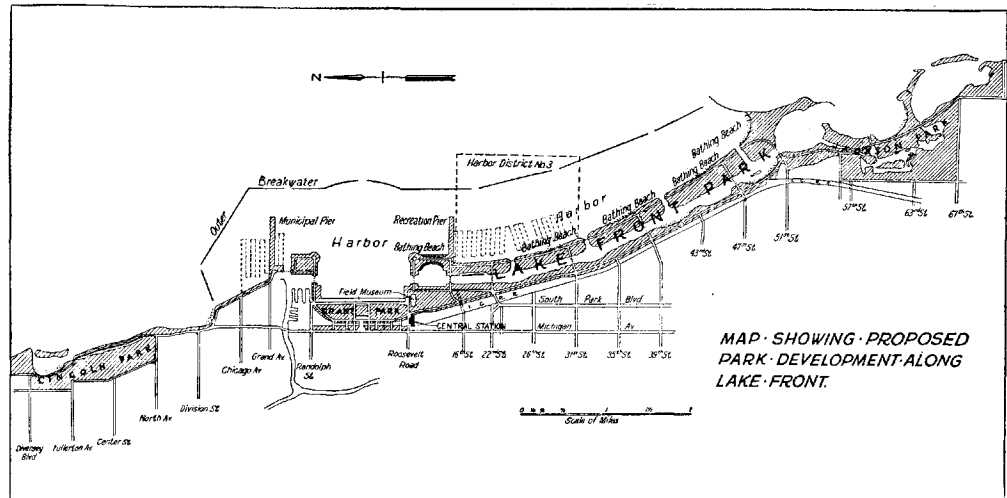 N
Harbor District No.3
Outer Breakwater
Municipal Pier
Harbor
Recreation Pier
Bathing Beach
Harbor
Bathing Beach
Bathing Beach
Bathing Beach
Bathing Beach
LAKE FRONT PARK
JACKSON PARK
Field Museum
GRANT PARK
CENTRAL STATION
I.C.R.R.
South Park Blvd
Michigan Av
LINCOLN PARK
Diversey Blvd
Fullerton Av
Center St.
North Av.
Division St.
Chicago Av
Grand Av.
Randolph St.
Roosevelt Road
16th St.
22nd St.
26th St.
31st St.
35th St.
39th St.
43rd St.
47th St.
51st St.
57th St.
63rd St.
67th St.
MAP·SHOWING·PROPOSED
PARK·DEVELOPMENT·ALONG
LAKE·FRONT.
Scale of Miles